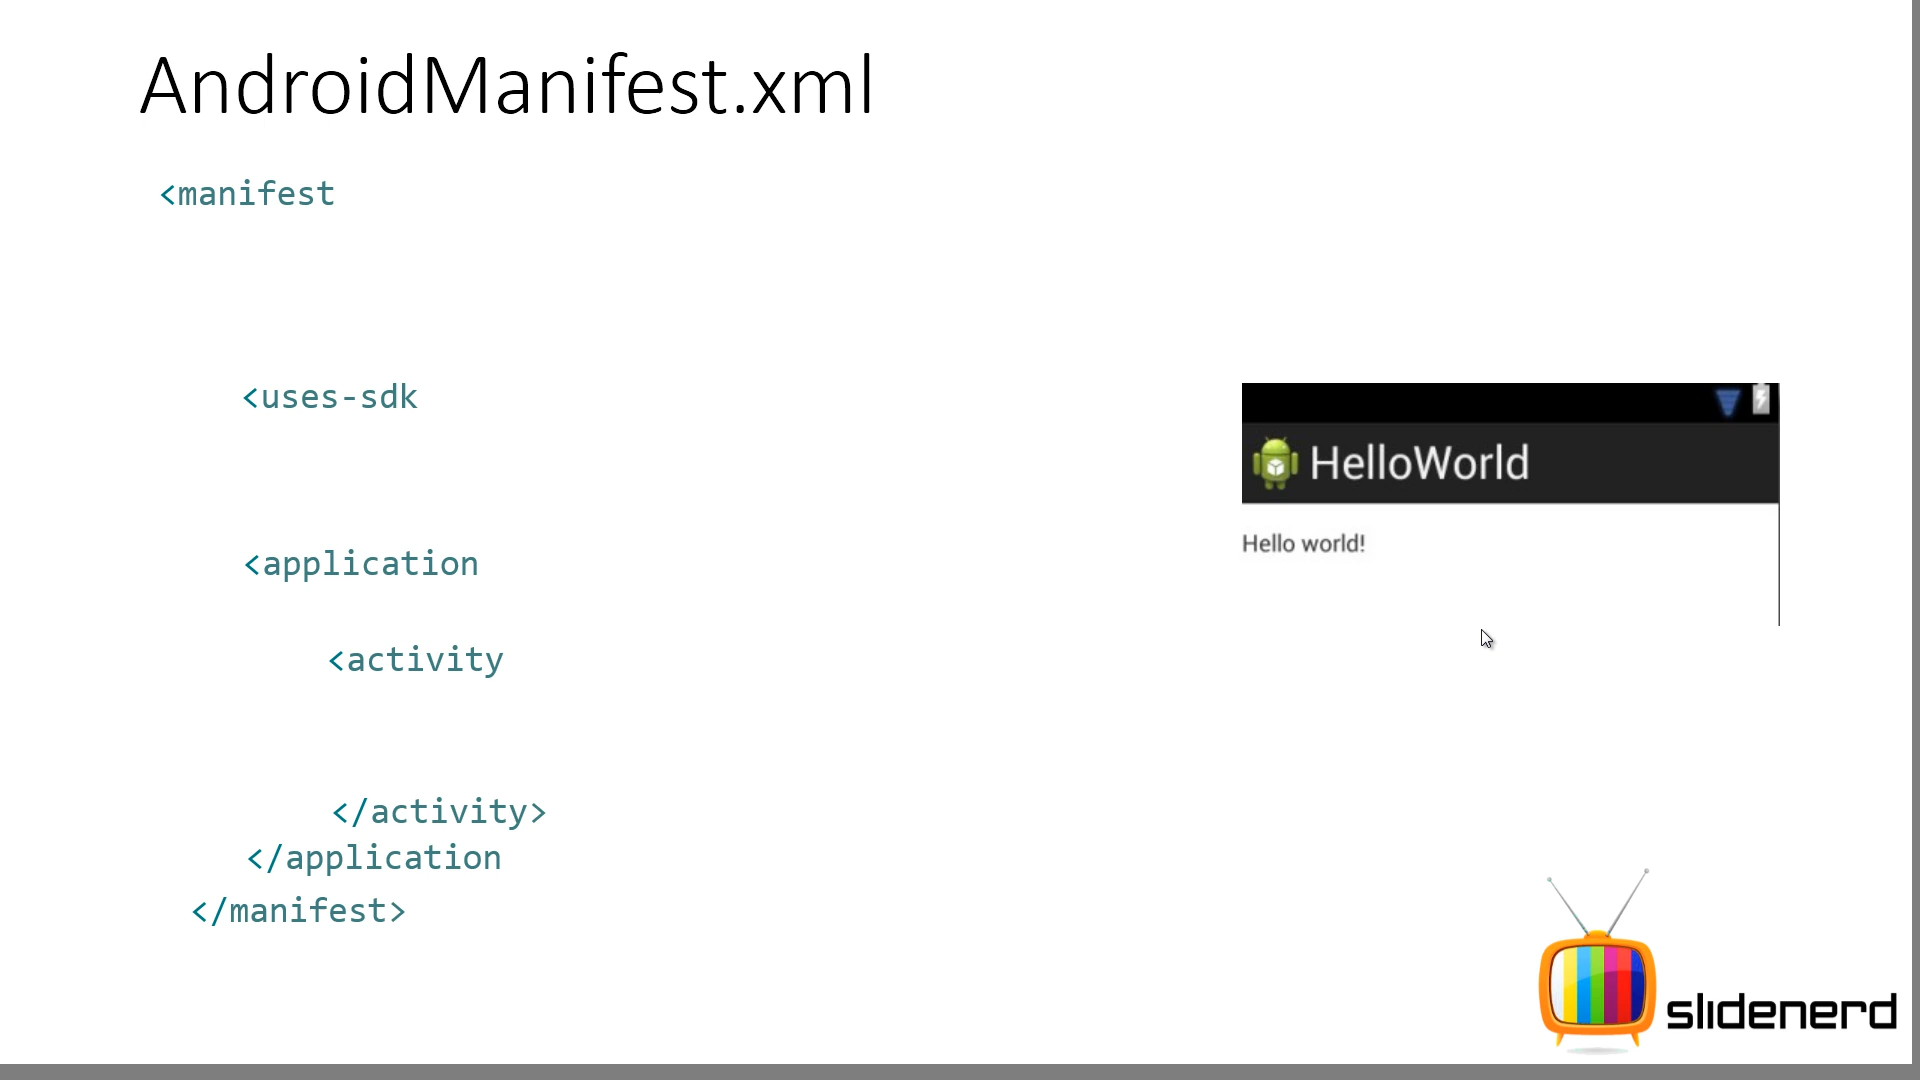 AndroidManifest.xml
<manifest
<uses-sdk
<application
<activity
</activity>
</application
</manifest>
HelloWorld
Hello world!
slidenerd